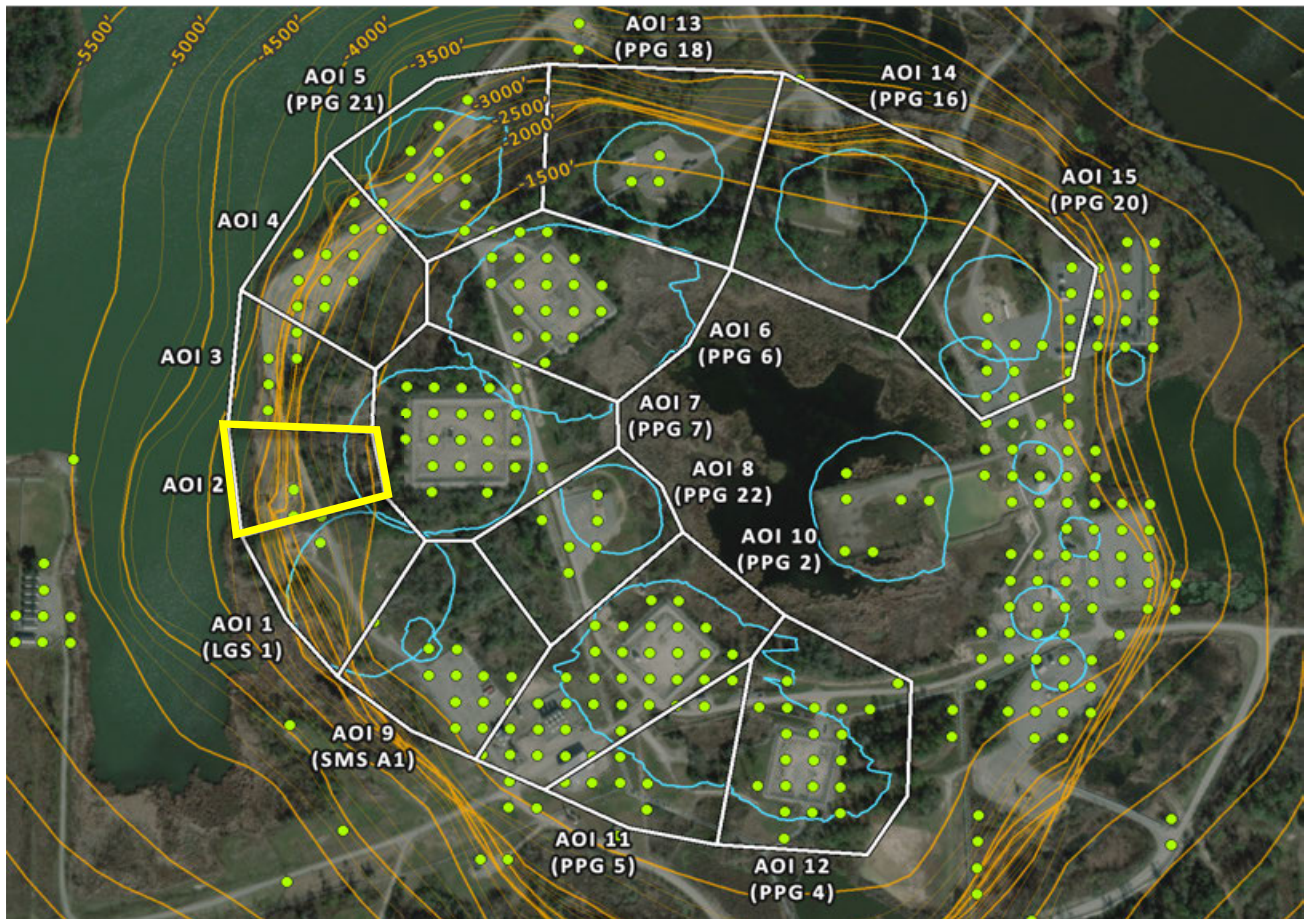 -5500'
-5000'
-4500'
-4000'
-3500'
-3000'
-2500'
-2000'
-1500'
AOI 13
(PPG 18)
AOI 14
(PPG 16)
AOI 5
(PPG 21)
AOI 15
(PPG 20)
AOI 4
AOI 3
AOI 6
(PPG 6)
AOI 7
(PPG 7)
AOI 2
AOI 8
(PPG 22)
AOI 10
(PPG 2)
AOI 1
(LGS 1)
AOI 9
(SMS A1)
AOI 11
(PPG 5)
AOI 12
(PPG 4)